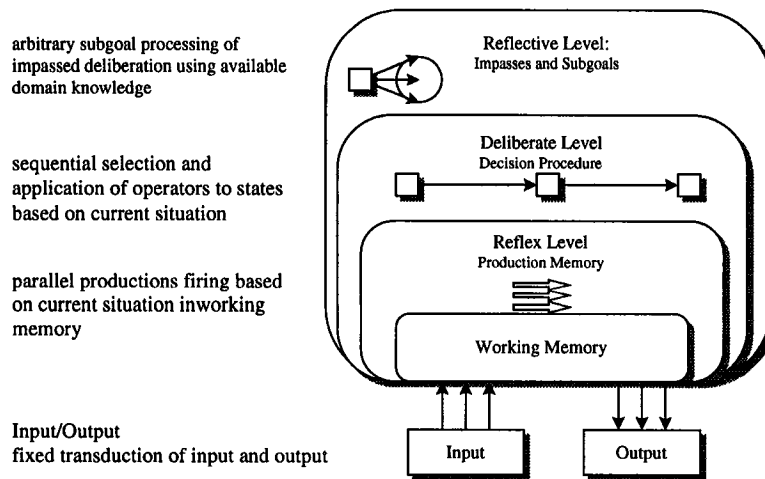 arbitrary subgoal processing of
impassed deliberation using available
domain knowledge
Reflective Level:
Impasses and Subgoals
sequential selection and
application of operators to states
based on current situation
Deliberate Level
Decision Procedure
parallel productions firing based
on current situation inworking
memory
Reflex Level
Production Memory
Working Memory
Input/Output
fixed transduction of input and output
Input
Output